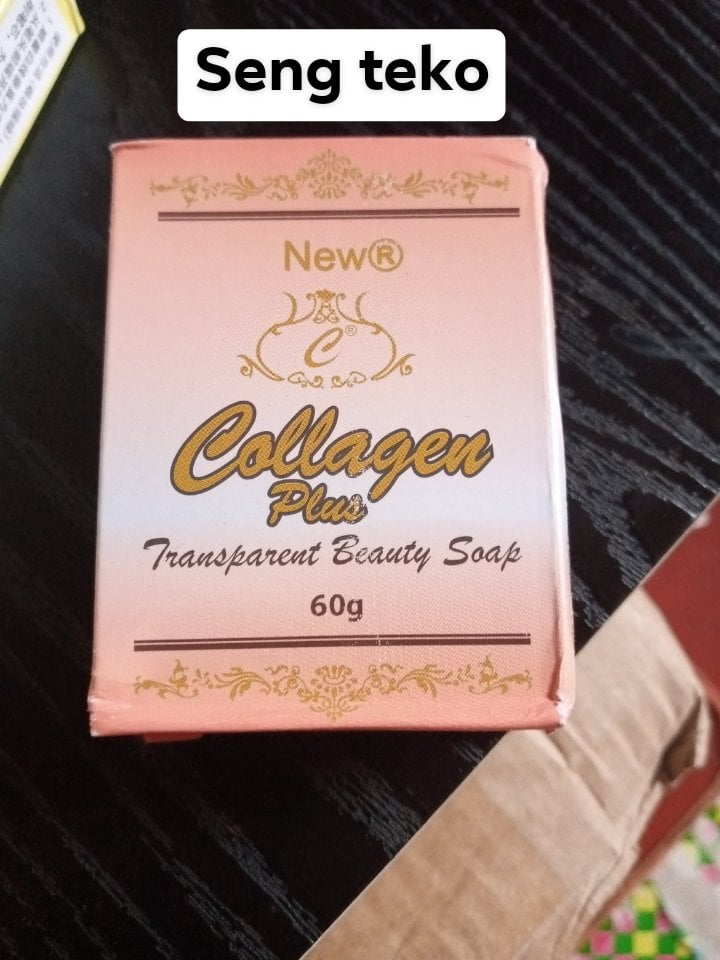 Seng teko
New®
C®
Collagen
Plus
Transparent Beauty Soap
60g